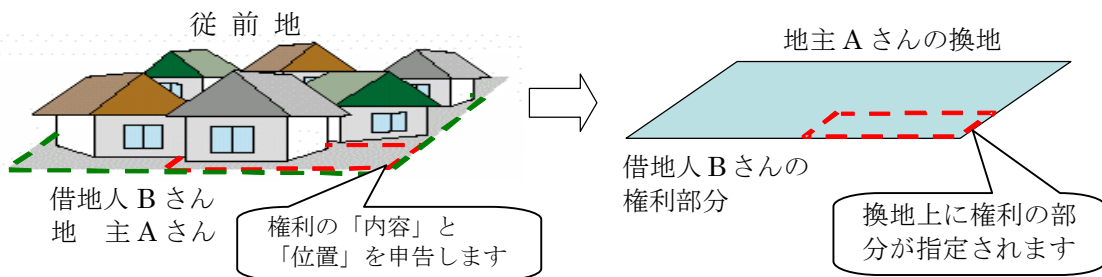 従 前 地
借地人 B さん
地　主 A さん
権利の「内容」と
「位置」を申告します
地主 A さんの換地
借地人 B さんの
権利部分
換地上に権利の部
分が指定されます